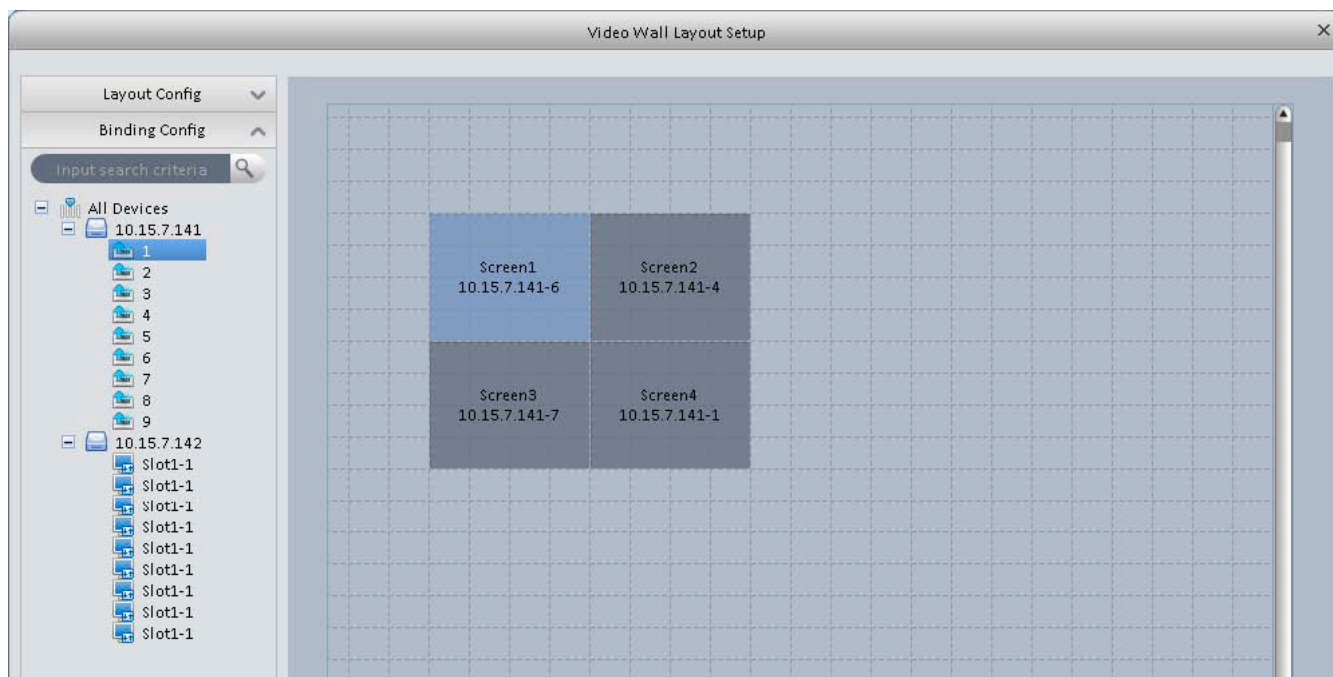 Video Wall Layout Setup
Layout Config
Binding Config
Input search criteria
All Devices
10.15.7.141
1
2
3
4
5
6
7
8
9
10.15.7.142
Slot1-1
Slot1-1
Slot1-1
Slot1-1
Slot1-1
Slot1-1
Slot1-1
Slot1-1
Slot1-1
Screen1
10.15.7.141-6
Screen2
10.15.7.141-4
Screen3
10.15.7.141-7
Screen4
10.15.7.141-1